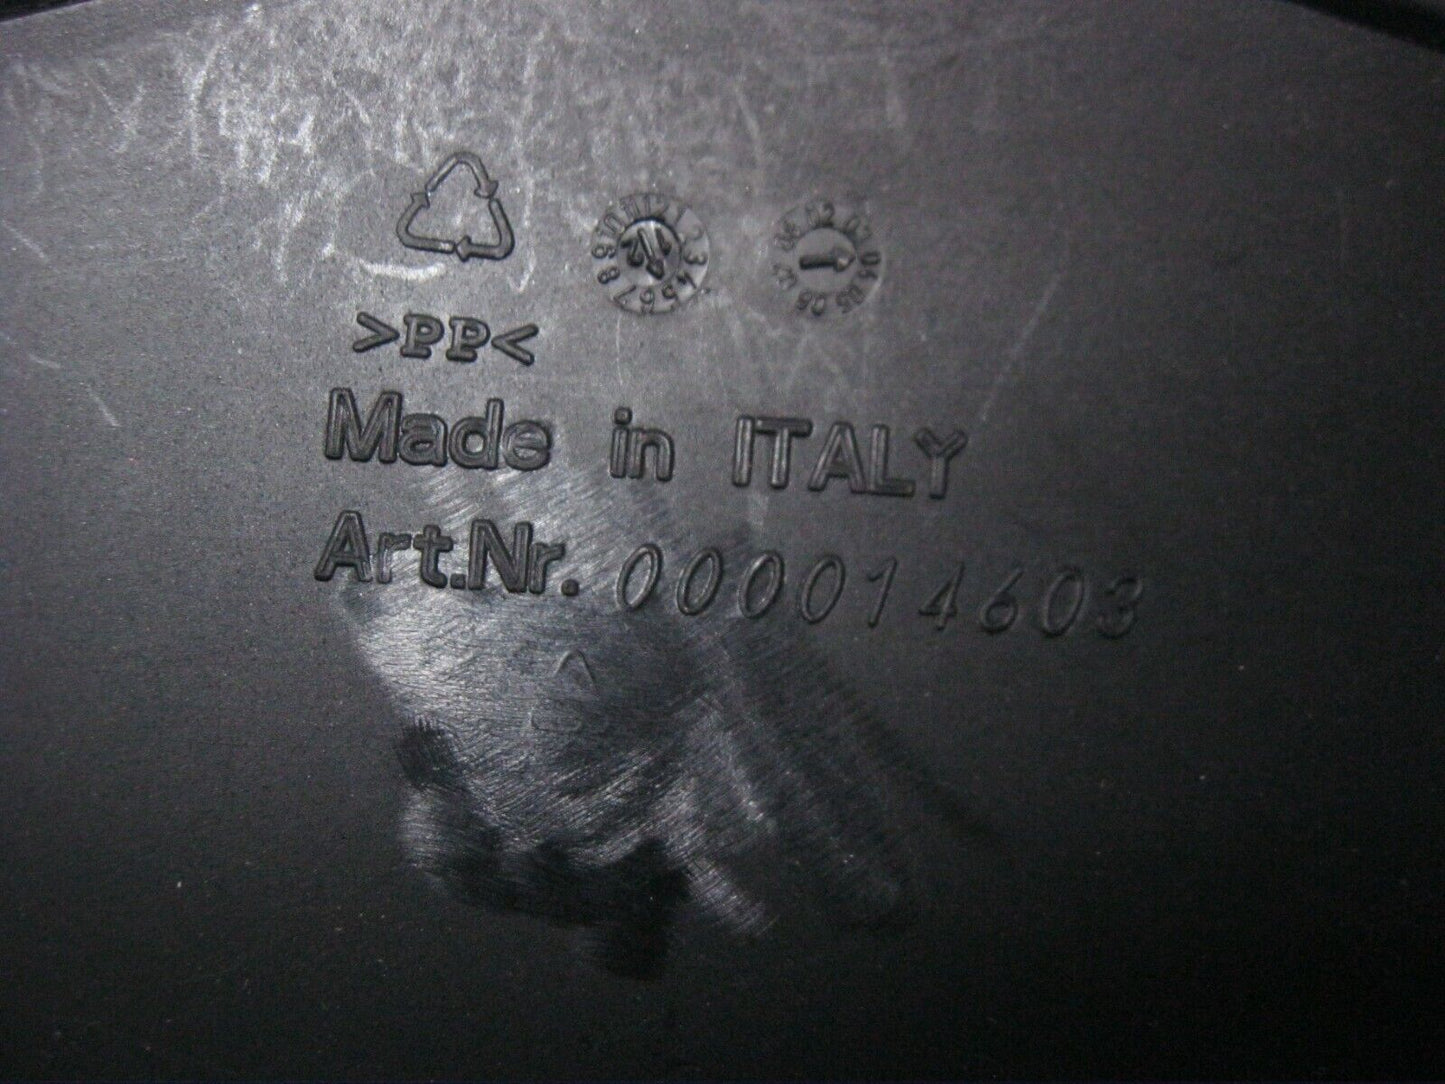 >PP<
Made in ITALY
Art.Nr. 000014603